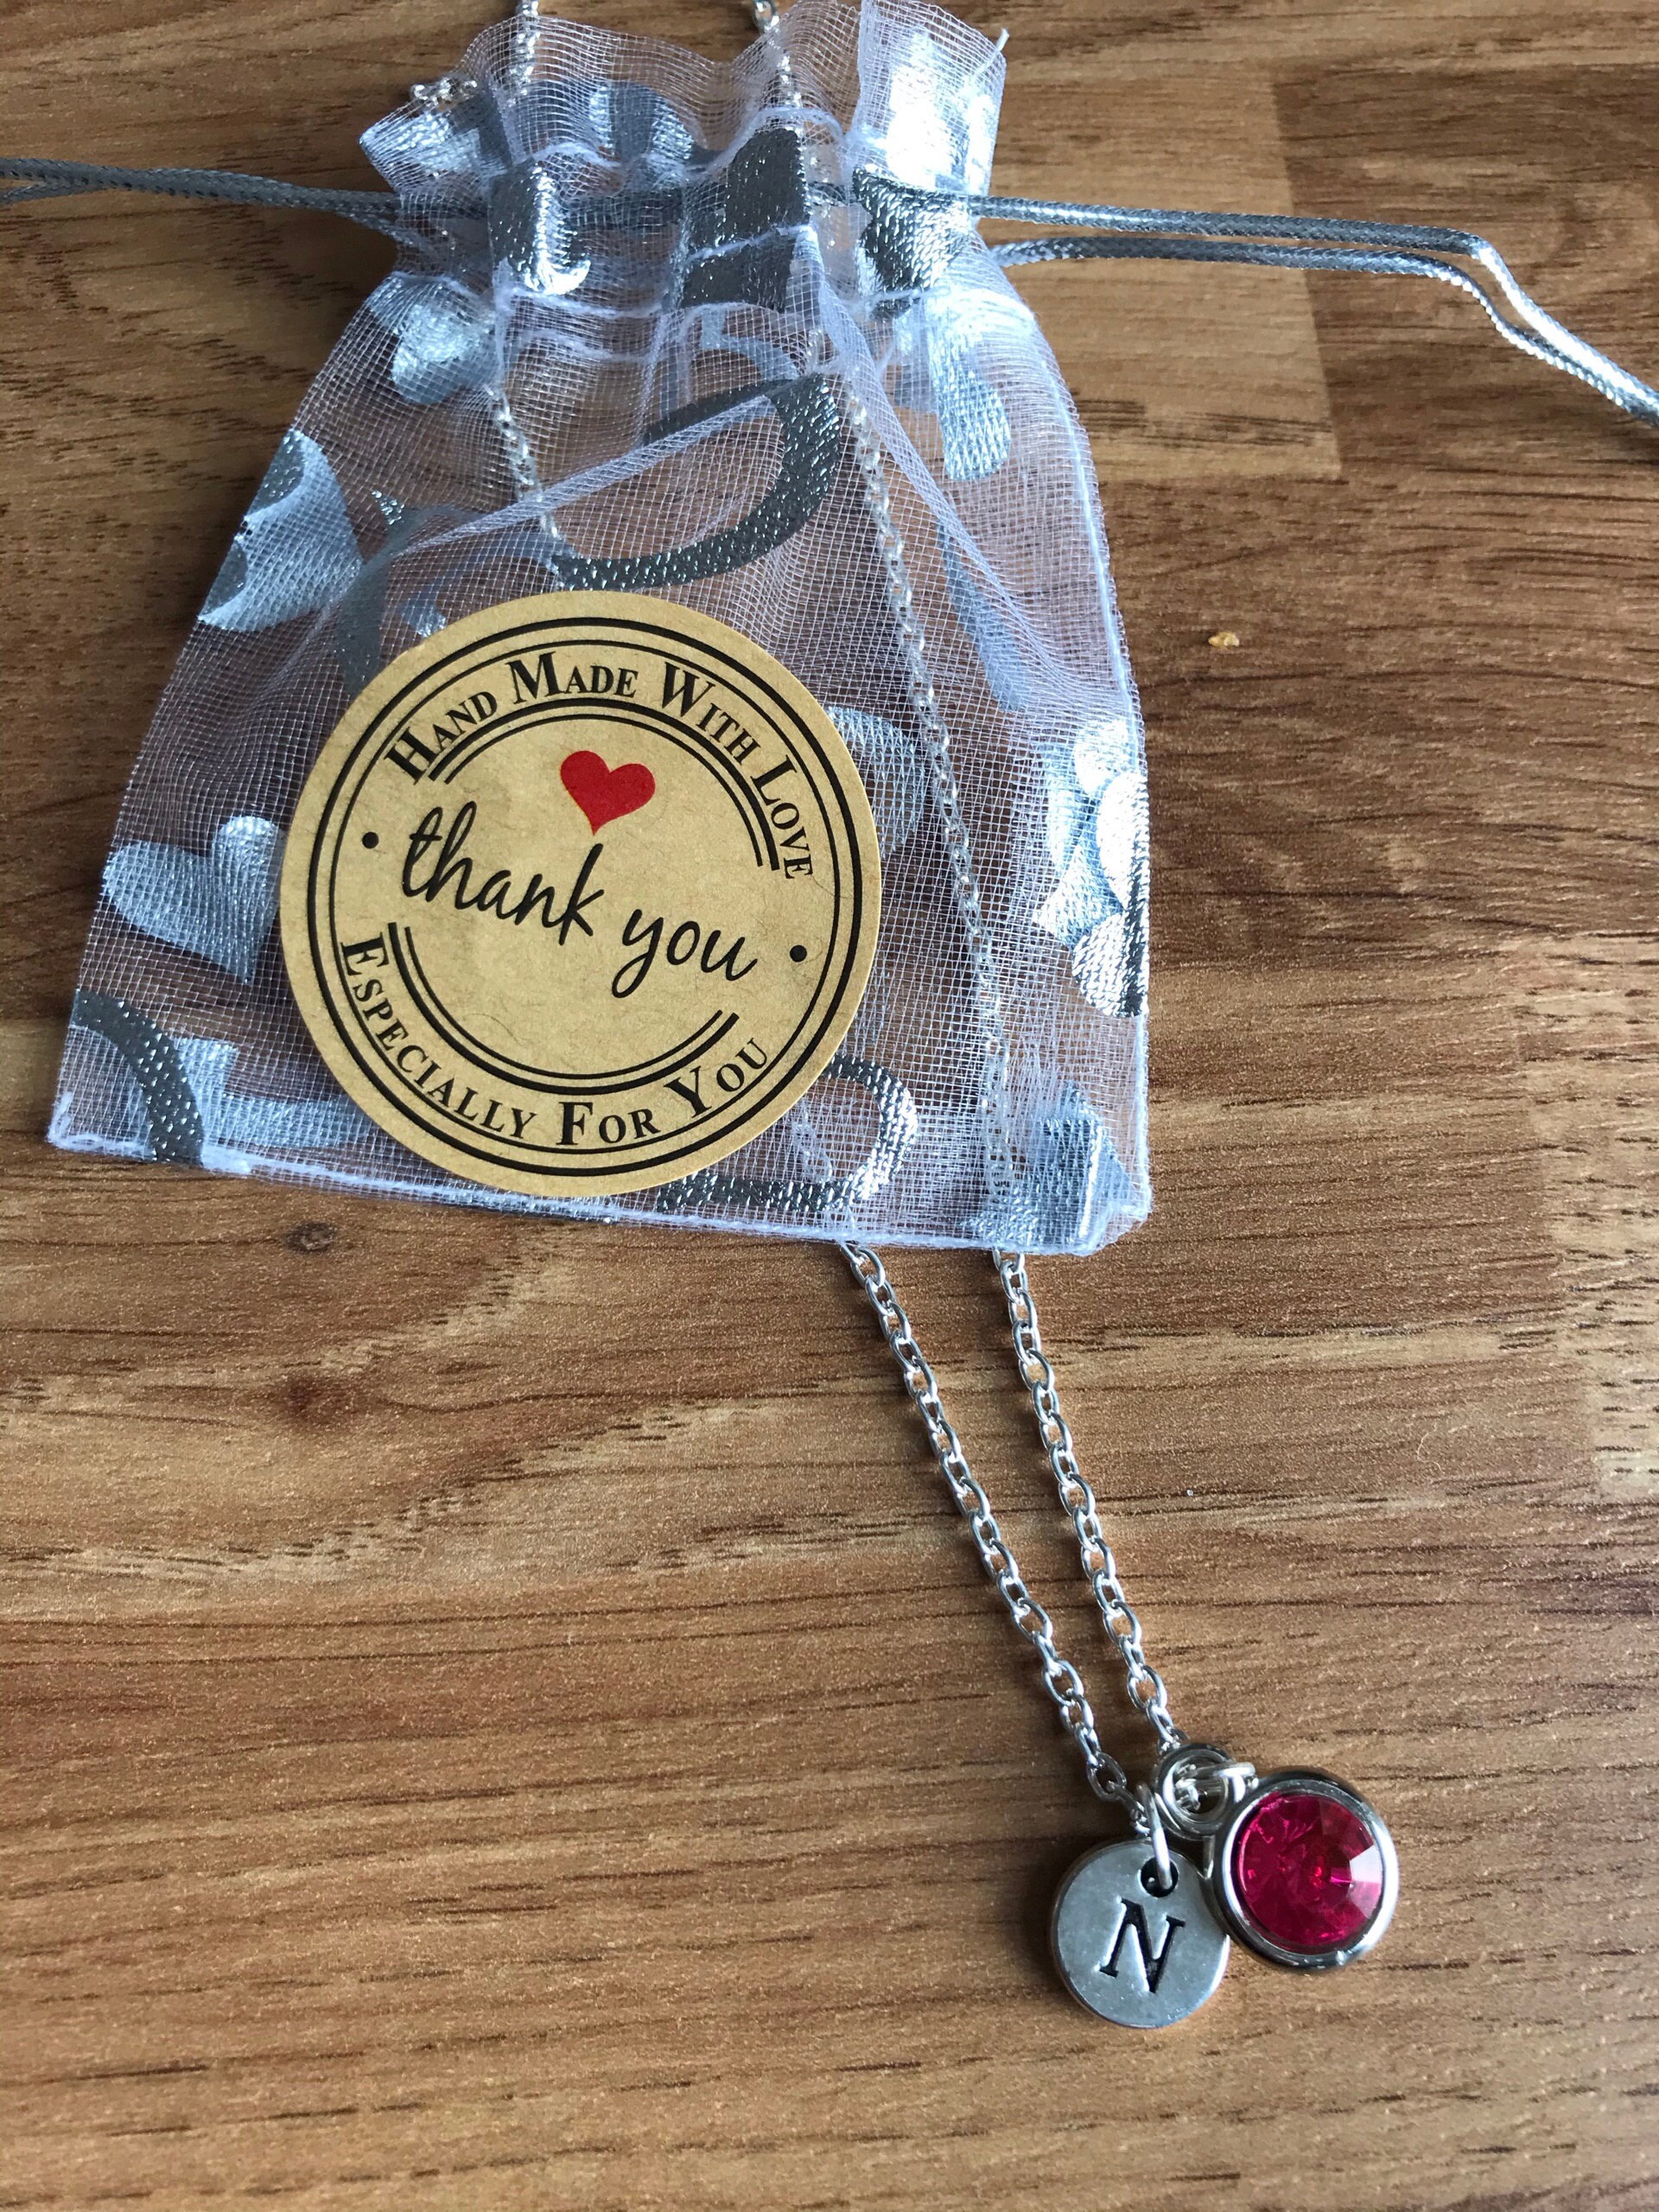 HAND MADE WITH LOVE
thank you
ESPECIALLY FOR YOU
N